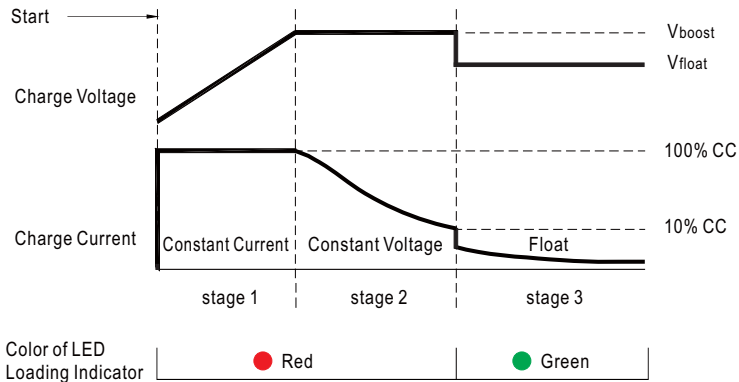 Start
Vboost
Vfloat
Charge Voltage
100% CC
10% CC
Charge Current
Constant Current
Constant Voltage
Float
stage 1
stage 2
stage 3
Color of LED
Loading Indicator
Red
Green